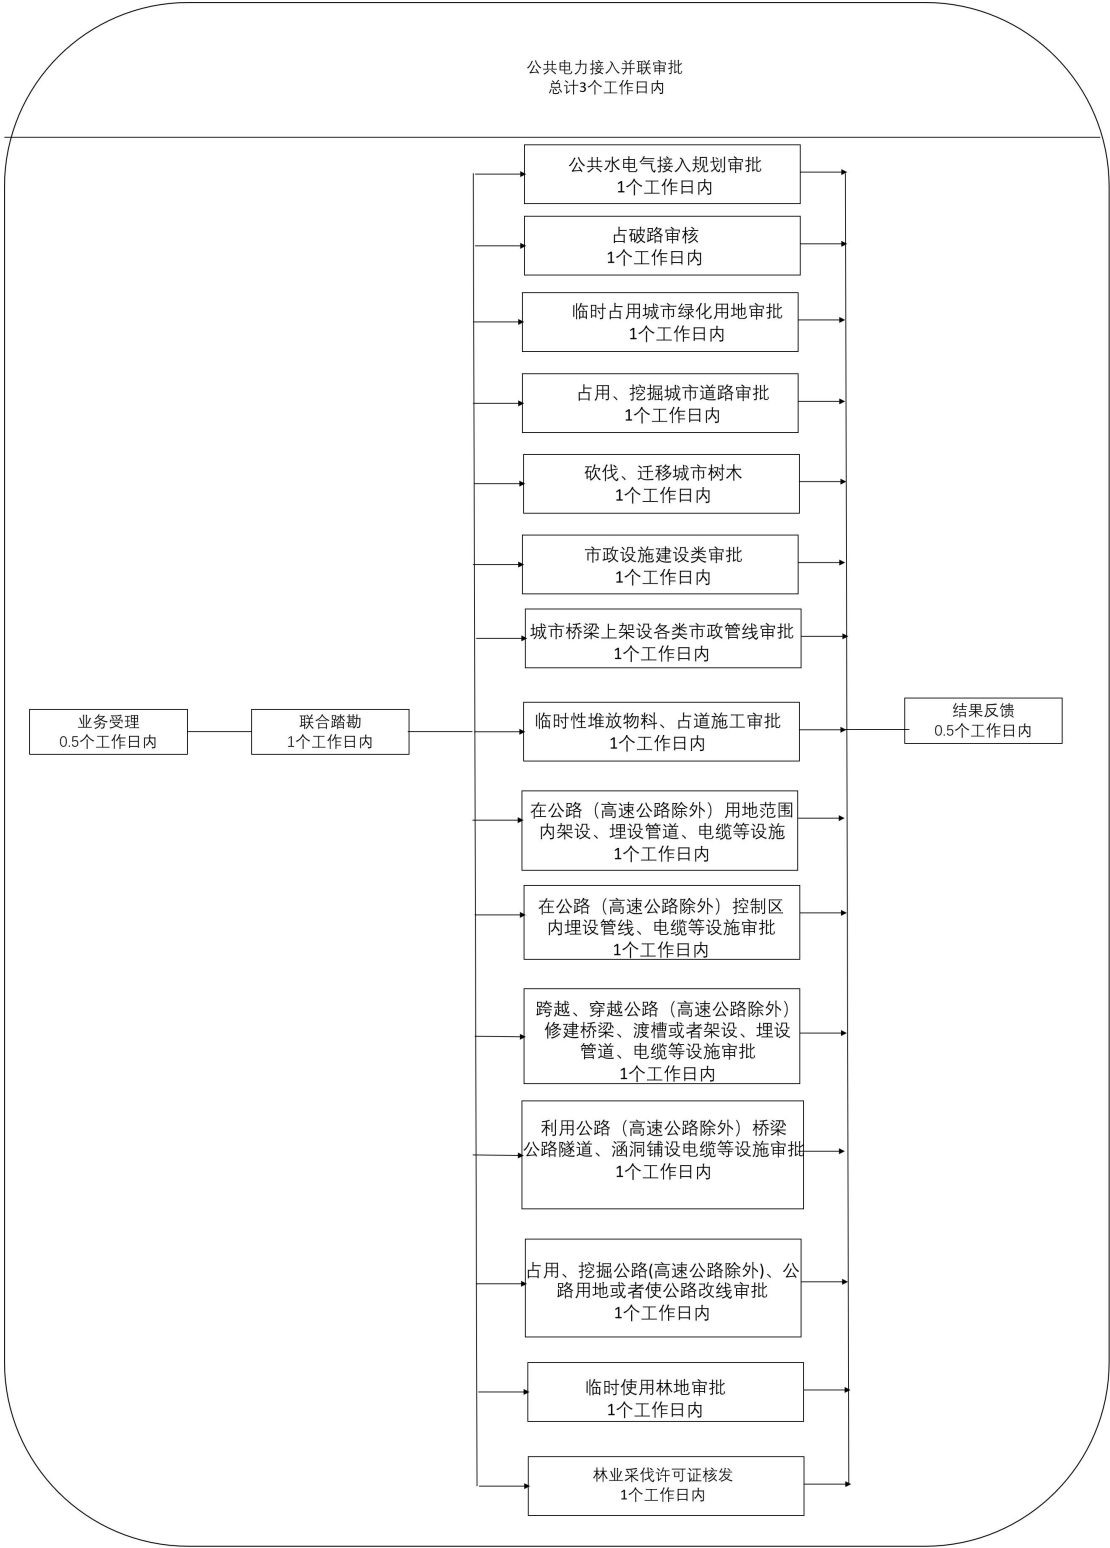 公共电力接入并联审批
总计3个工作日内
公共水电气接入规划审批
1个工作日内
占破路审核
1个工作日内
临时占用城市绿化用地审批
1个工作日内
占用、挖掘城市道路审批
1个工作日内
砍伐、迁移城市树木
1个工作日内
市政设施建设类审批
1个工作日内
城市桥梁上架设各类市政管线审批
1个工作日内
业务受理
0.5个工作日内
联合踏勘
1个工作日内
临时性堆放物料、占道施工审批
1个工作日内
结果反馈
0.5个工作日内
在公路（高速公路除外）用地范围
内架设、埋设管道、电缆等设施
1个工作日内
在公路（高速公路除外）控制区
内埋设管线、电缆等设施审批
1个工作日内
跨越、穿越公路（高速公路除外）
修建桥梁、渡槽或者架设、埋设
管道、电缆等设施审批
1个工作日内
利用公路（高速公路除外）桥梁
公路隧道、涵洞铺设电缆等设施审批
1个工作日内
占用、挖掘公路(高速公路除外)、公
路用地或者使公路改线审批
1个工作日内
临时使用林地审批
1个工作日内
林业采伐许可证核发
1个工作日内